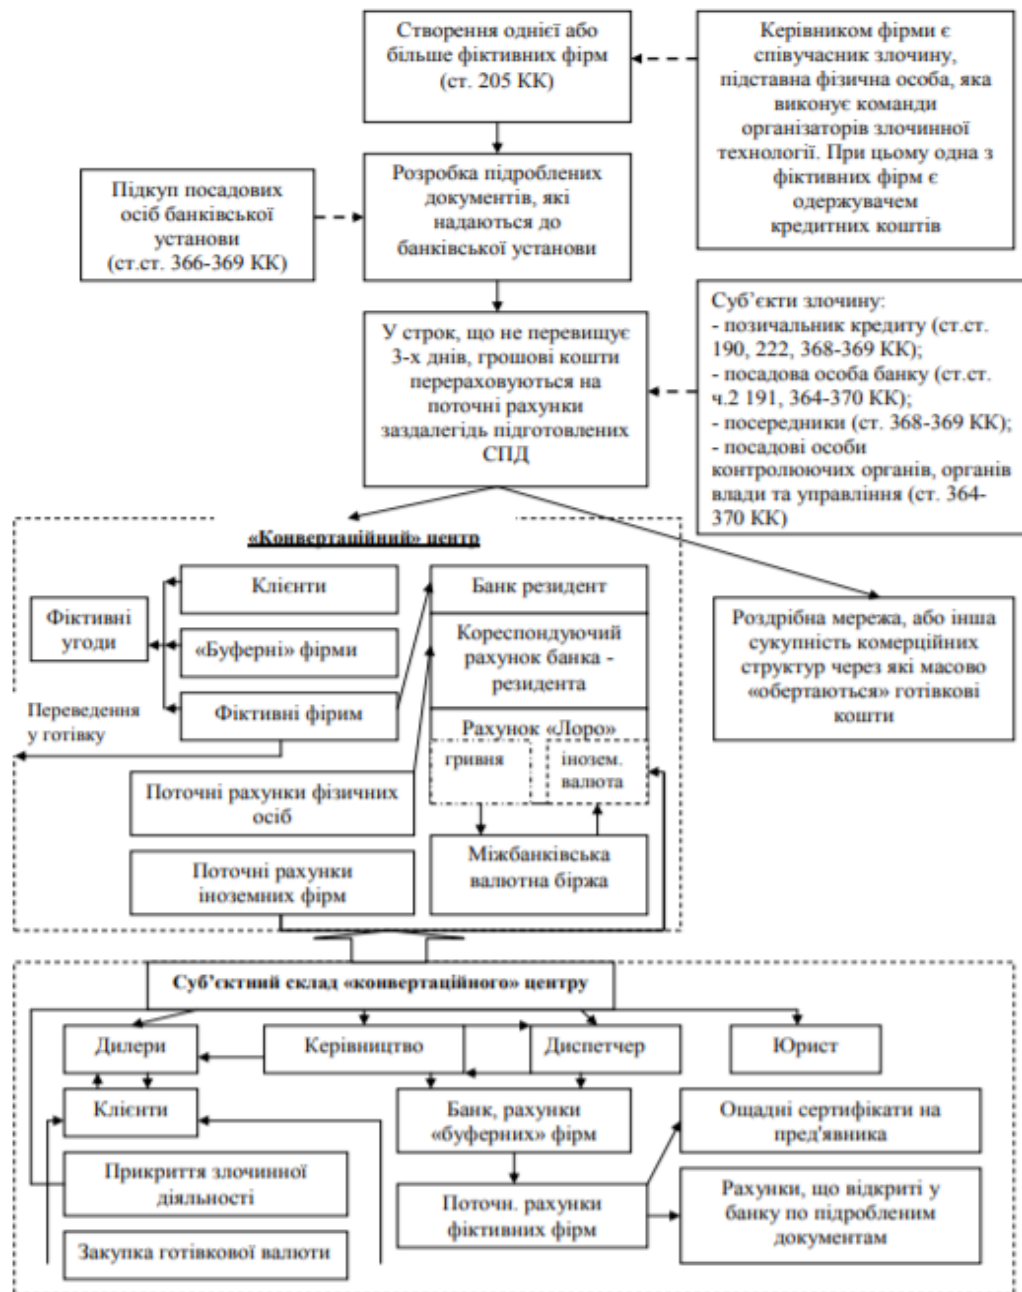 Створення однієї або
більше фіктивних фірм
(ст. 205 КК)
Керівником фірми є
співучасник злочину,
підставна фізична особа, яка
виконує команди
організаторів злочинної
технології. При цьому одна з
фіктивних фірм є
одержувачем
кредитних коштів
Підкуп посадових
осіб банківської
установи
(ст.ст. 366-369 КК)
Розробка підроблених
документів, які
надаються до
банківської установи
У строк, що не перевищує
3-х днів, грошові кошти
перераховуються на
поточні рахунки
заздалегідь підготовлених
СПД
Суб’єкти злочину:
- позичальник кредиту (ст.ст.
190, 222, 368-369 КК);
- посадова особа банку (ст.ст.
ч.2 191, 364-370 КК);
- посередники (ст. 368-369 КК);
- посадові особи
контролюючих органів, органів
влади та управління (ст. 364-
370 КК)
«Конвертаційний» центр
Фіктивні
угоди
Клієнти
«Буферні» фірми
Фіктивні фірим
Переведення
у готівку
Поточні рахунки фізичних
осіб
Поточні рахунки
іноземних фірм
Банк резидент
Кореспондуючий
рахунок банка -
резидента
Рахунок «Лоро»
гривня
інозем.
валюта
Міжбанківська
валютна біржа
Роздрібна мережа, або інша
сукупність комерційних
структур через які масово
«обертаються» готівкові
кошти
Суб’єктний склад «конвертаційного» центру
Дилери
Керівництво
Диспетчер
Юрист
Клієнти
Банк, рахунки
«буферних» фірм
Ощадні сертифікати на
пред'явника
Прикриття злочинної
діяльності
Поточн. рахунки
фіктивних фірм
Рахунки, що відкриті у
банку по підробленим
документам
Закупка готівкової валюти